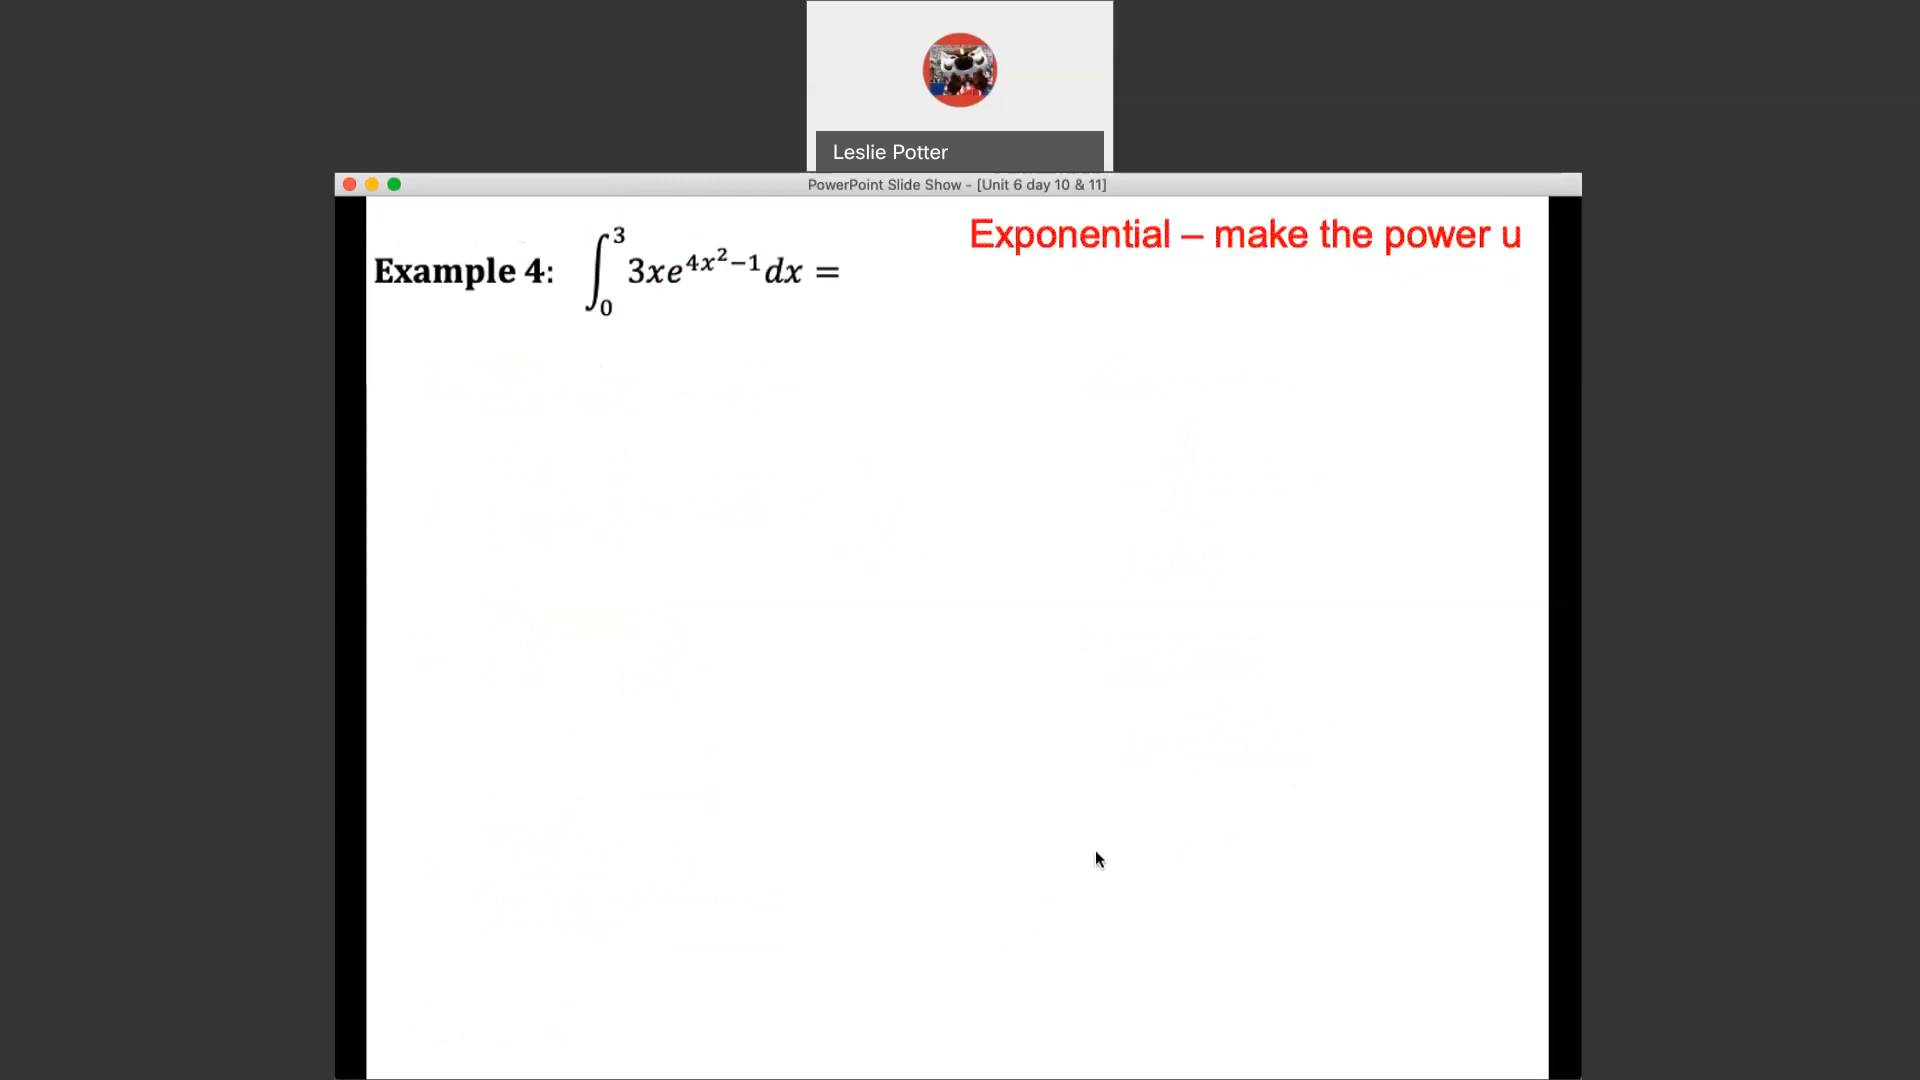 Leslie Potter
PowerPoint Slide Show - [Unit 6 day 10 & 11]
Exponential – make the power u
Example 4: ∫₀³ 3xe^{4x²−1}dx =